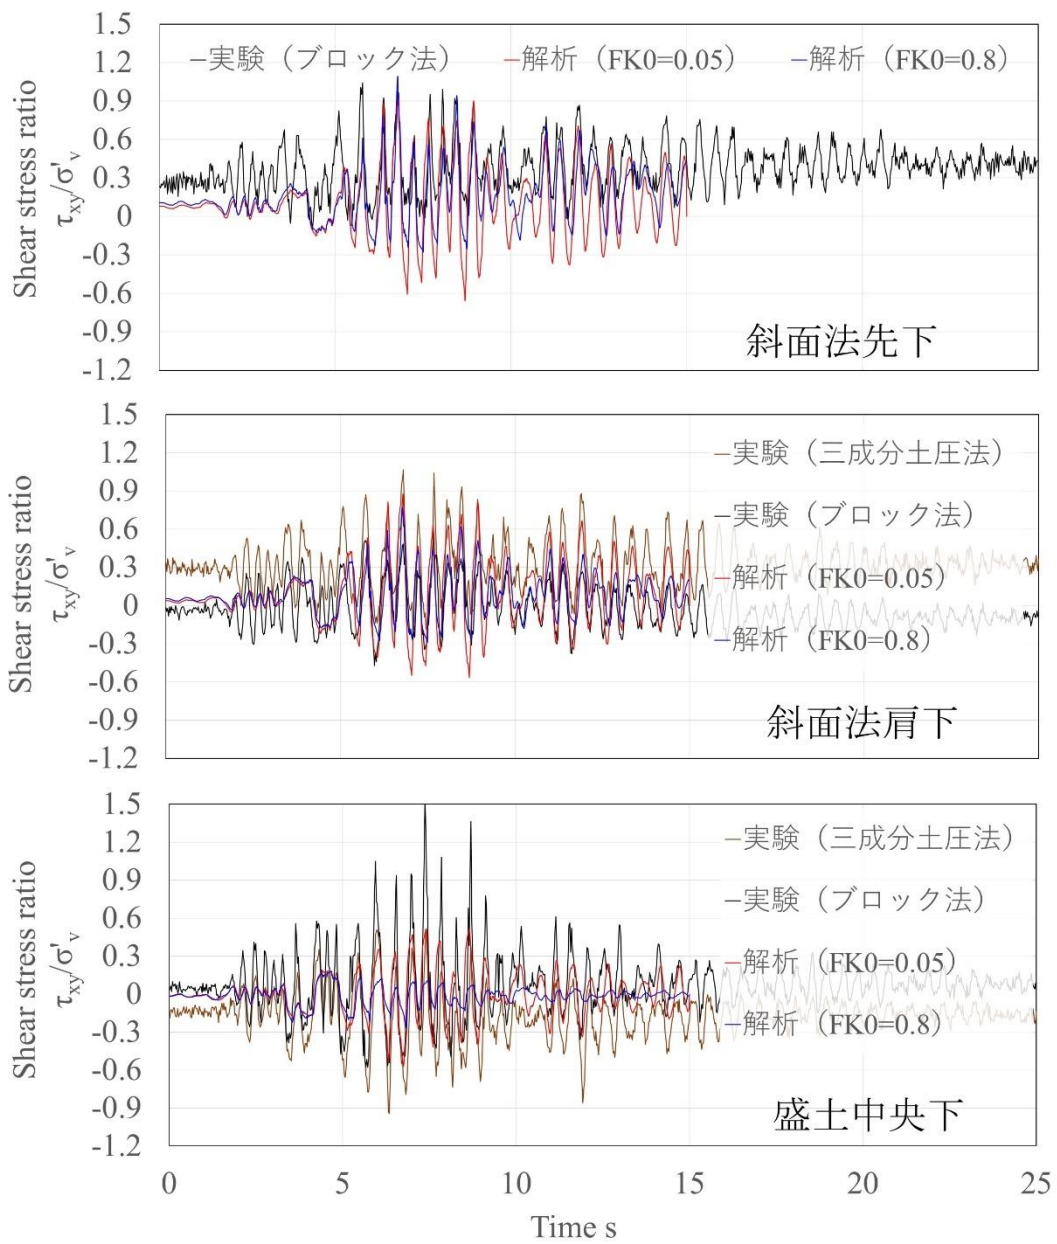 1.5
1.2
0.9
0.6
0.3
0
-0.3
-0.6
-0.9
-1.2
Shear stress ratio
τxy/σ'v
—実験（ブロック法） —解析（FK0=0.05） —解析（FK0=0.8）
斜面法先下
1.5
1.2
0.9
0.6
0.3
0
-0.3
-0.6
-0.9
-1.2
Shear stress ratio
τxy/σ'v
—実験（三成分土圧法）
—実験（ブロック法）
—解析（FK0=0.05）
—解析（FK0=0.8）
斜面法肩下
1.5
1.2
0.9
0.6
0.3
0
-0.3
-0.6
-0.9
-1.2
Shear stress ratio
τxy/σ'v
—実験（三成分土圧法）
—実験（ブロック法）
—解析（FK0=0.05）
—解析（FK0=0.8）
盛土中央下
0 5 10 15 20 25
Time s